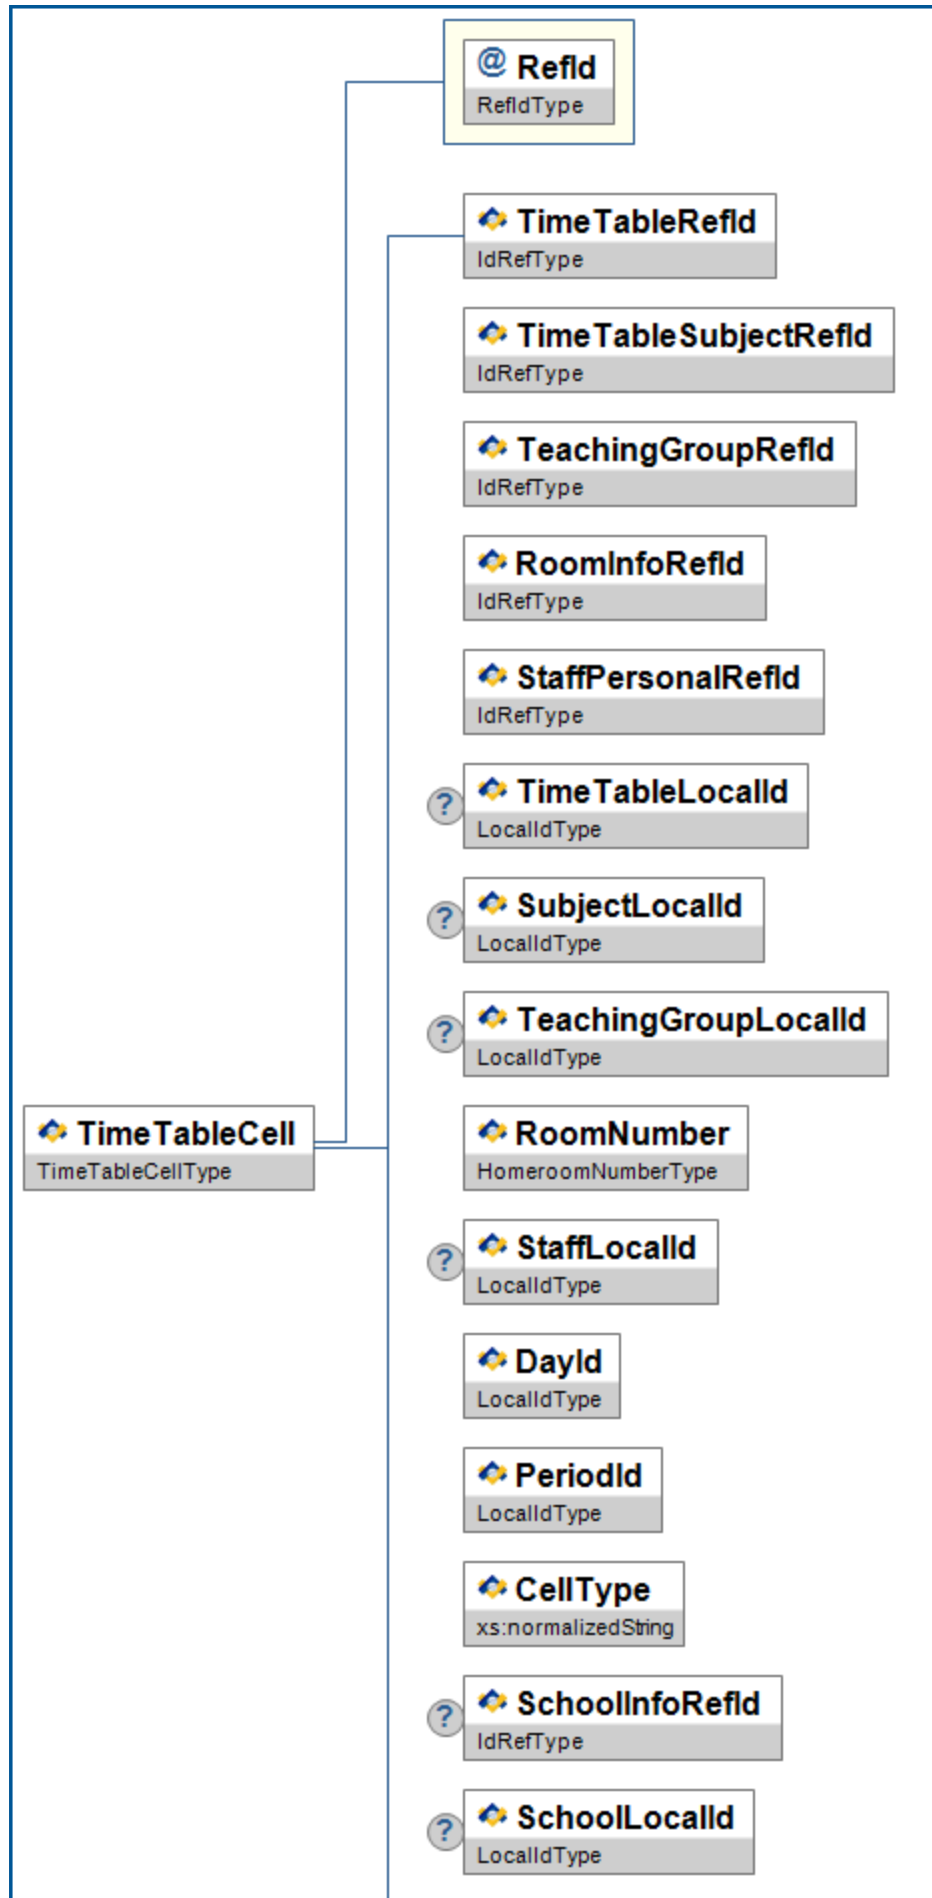 @ RefId
RefIdType
TimeTableRefId
IdRefType
TimeTableSubjectRefId
IdRefType
TeachingGroupRefId
IdRefType
RoomInfoRefId
IdRefType
StaffPersonalRefId
IdRefType
? TimeTableLocalId
LocalIdType
? SubjectLocalId
LocalIdType
? TeachingGroupLocalId
LocalIdType
TimeTableCell
TimeTableCellType
RoomNumber
HomeroomNumberType
? StaffLocalId
LocalIdType
DayId
LocalIdType
PeriodId
LocalIdType
CellType
xs:normalizedString
? SchoolInfoRefId
IdRefType
? SchoolLocalId
LocalIdType